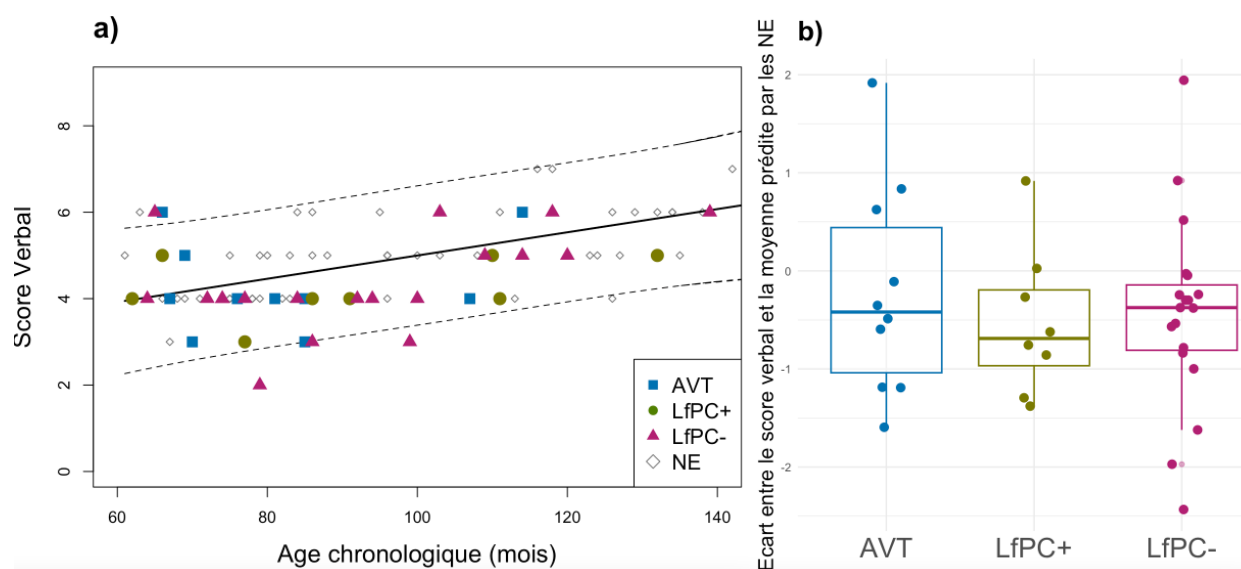 a)
Score Verbal
8
6
4
2
0
60 80 100 120 140
Age chronologique (mois)
AVT
LfPC+
LfPC-
NE
b)
Ecart entre le score verbal et la moyenne prédite par les NE
2
1
0
-1
-2
AVT LfPC+ LfPC-